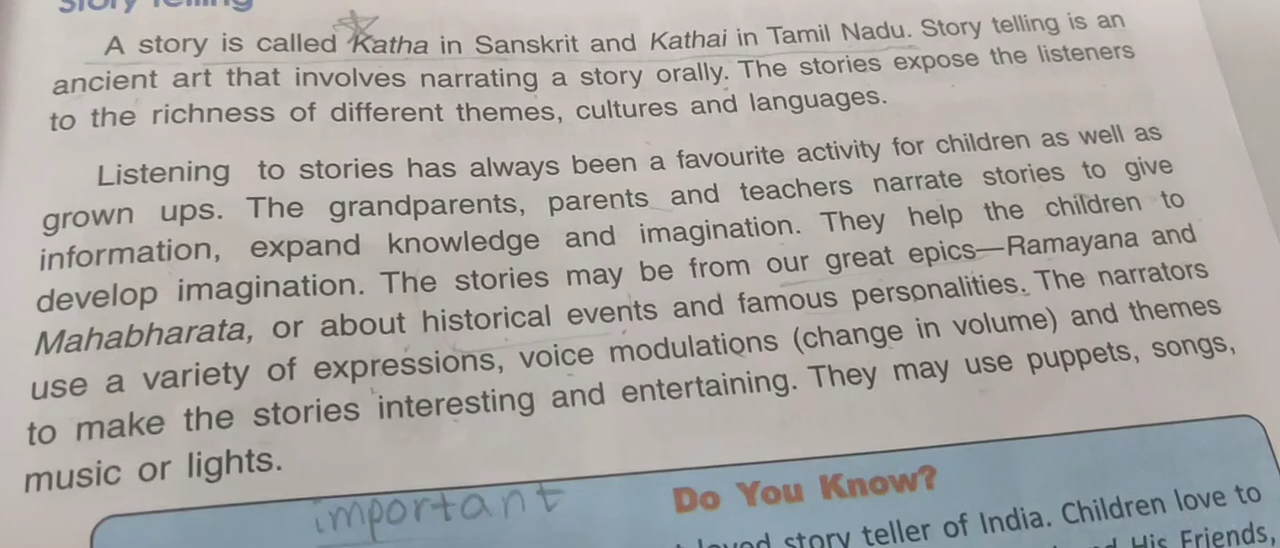 Story Telling
A story is called Katha in Sanskrit and Kathai in Tamil Nadu. Story telling is an
ancient art that involves narrating a story orally. The stories expose the listeners
to the richness of different themes, cultures and languages.
Listening to stories has always been a favourite activity for children as well as
grown ups. The grandparents, parents and teachers narrate stories to give
information, expand knowledge and imagination. They help the children to
develop imagination. The stories may be from our great epics—Ramayana and
Mahabharata, or about historical events and famous personalities. The narrators
use a variety of expressions, voice modulations (change in volume) and themes
to make the stories interesting and entertaining. They may use puppets, songs,
music or lights.
important
Do You Know?
story teller of India. Children love to
His Friends,